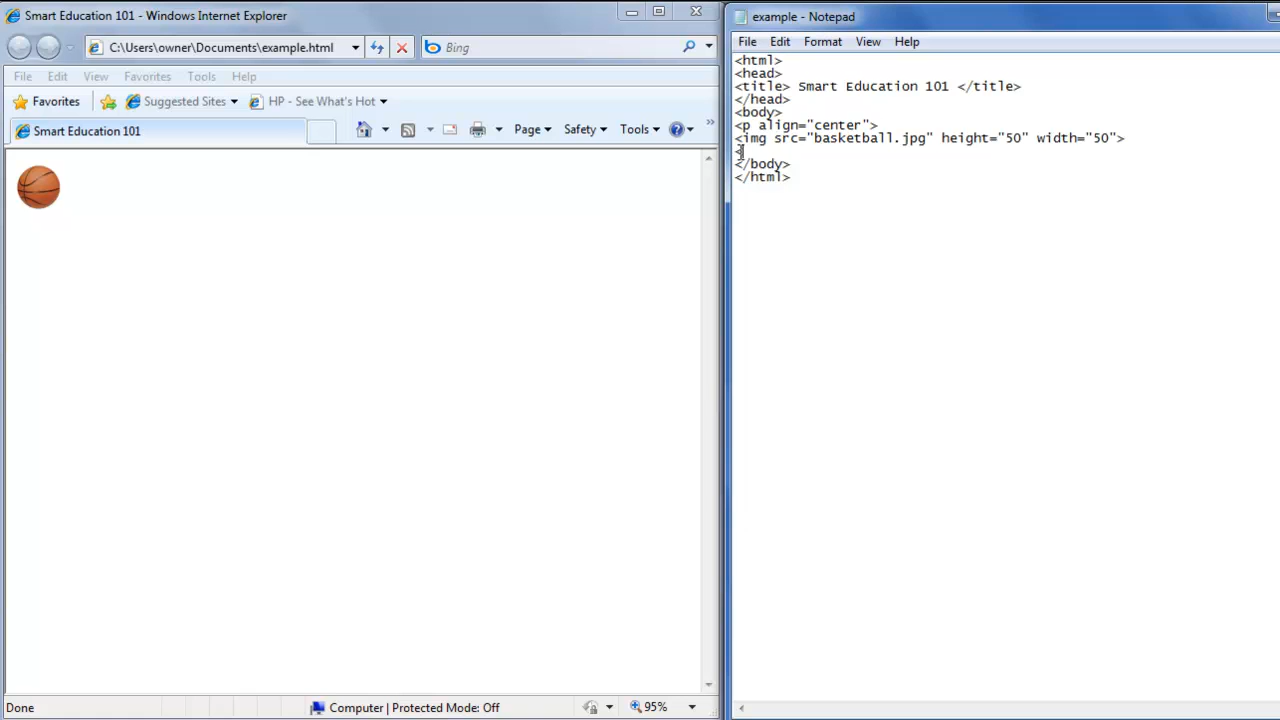 Smart Education 101 - Windows Internet Explorer
C:\Users\owner\Documents\example.html
Bing
File Edit View Favorites Tools Help
Favorites Suggested Sites HP - See What's Hot
Smart Education 101
Page Safety Tools
Done
Computer | Protected Mode: Off
95%
example - Notepad
File Edit Format View Help
<html>
<head>
<title> Smart Education 101 </title>
</head>
<body>
<p align="center">
<img src="basketball.jpg" height="50" width="50">
<
</body>
</html>